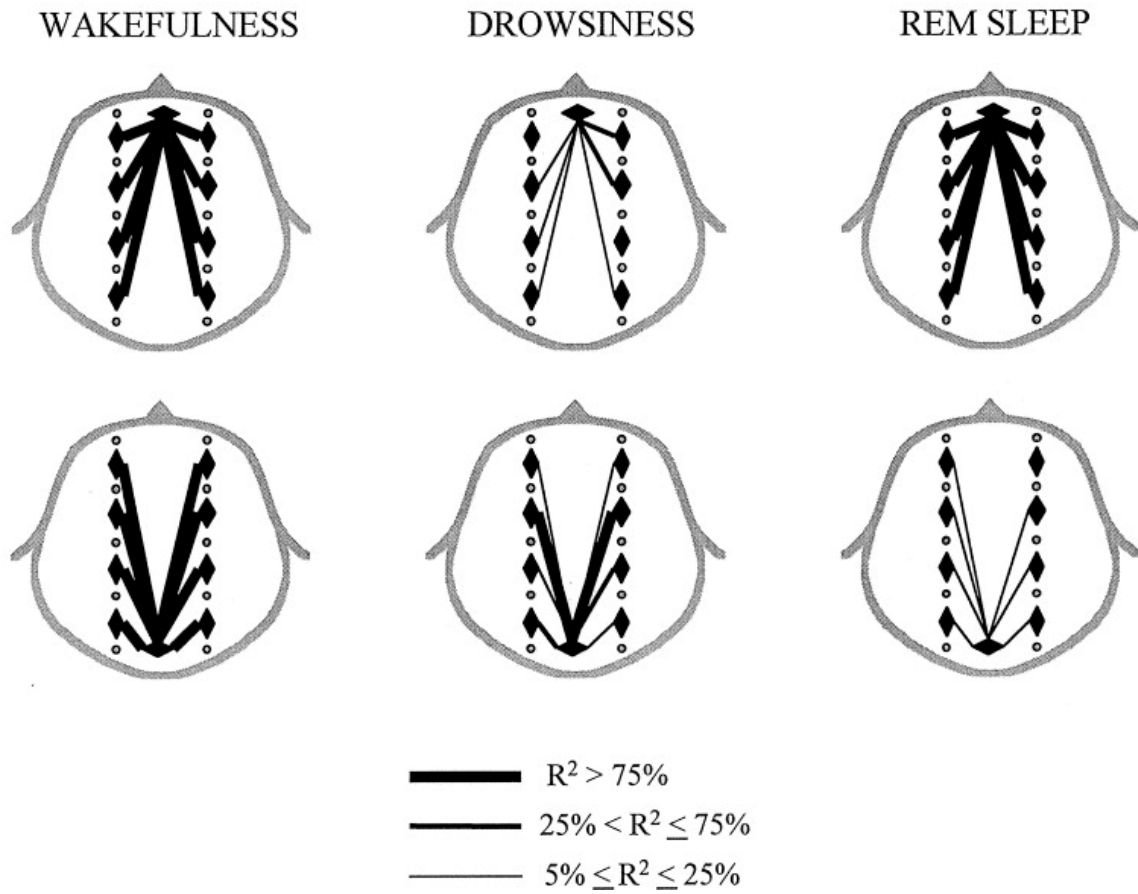 WAKEFULNESS DROWSINESS REM SLEEP
R² > 75%
25% < R² ≤ 75%
5% ≤ R² ≤ 25%